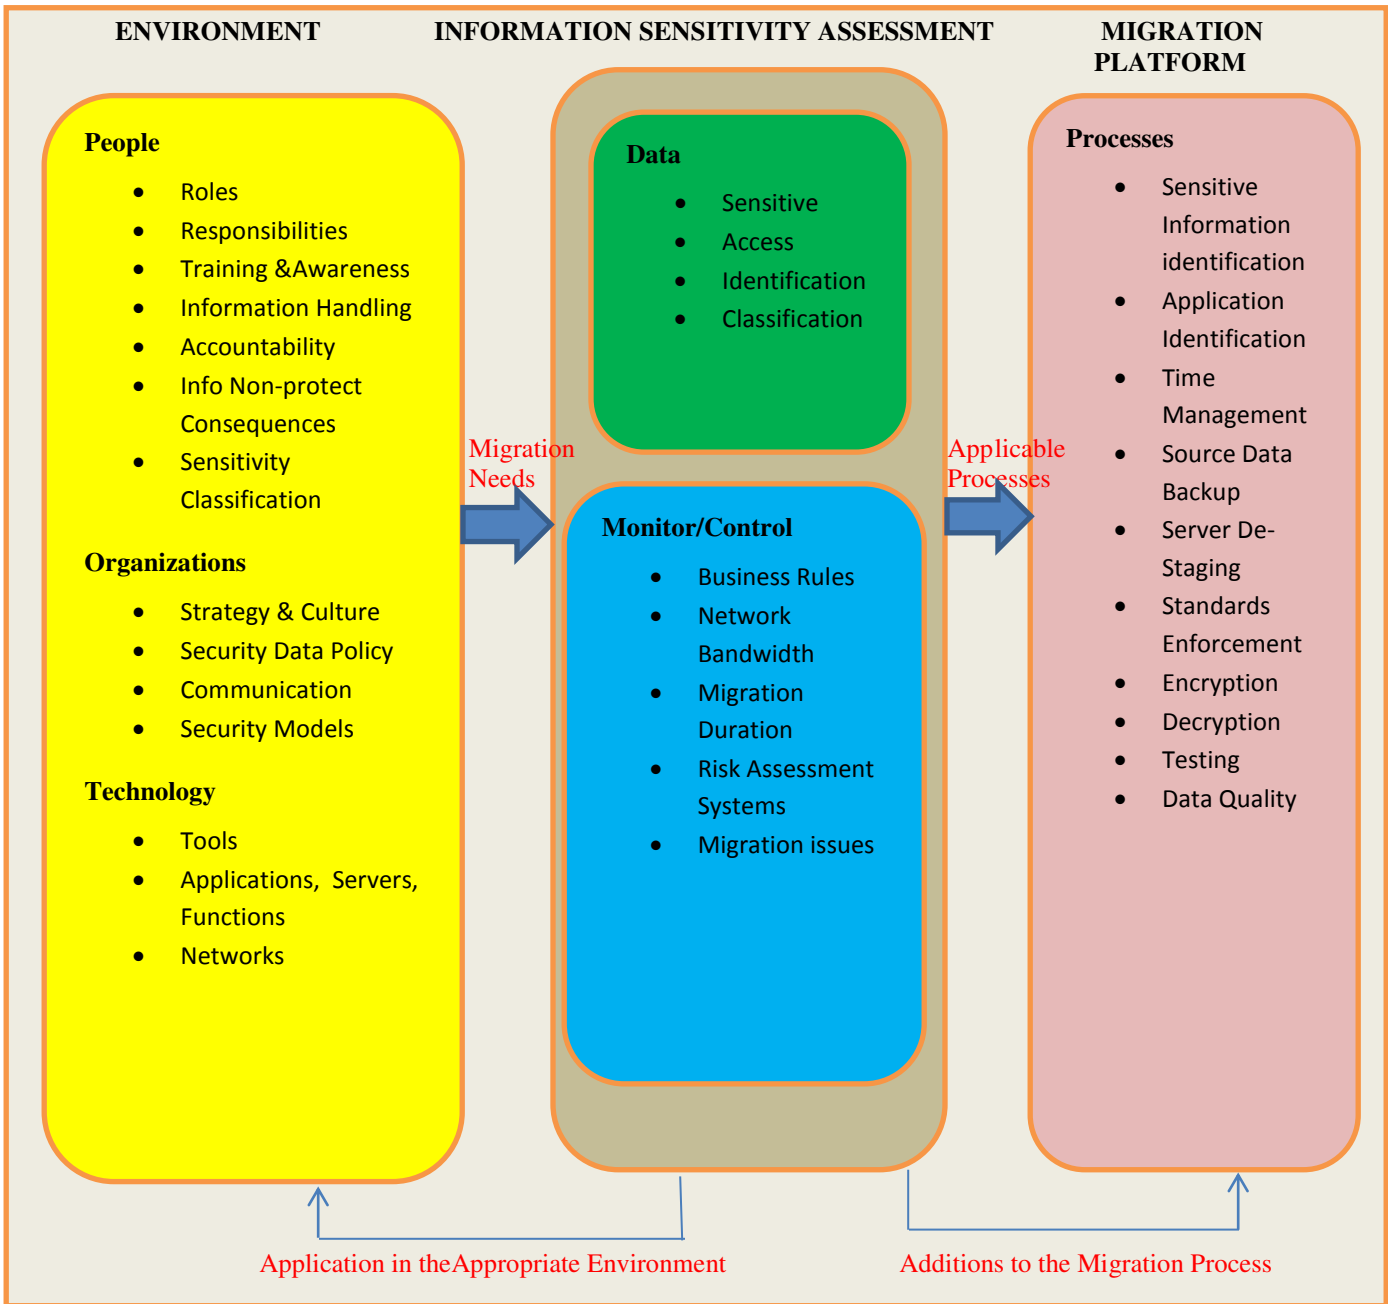 ENVIRONMENT
INFORMATION SENSITIVITY ASSESSMENT
MIGRATION
PLATFORM
People
• Roles
• Responsibilities
• Training &Awareness
• Information Handling
• Accountability
• Info Non-protect
Consequences
• Sensitivity
Classification
Organizations
• Strategy & Culture
• Security Data Policy
• Communication
• Security Models
Technology
• Tools
• Applications, Servers,
Functions
• Networks
Migration
Needs
Data
• Sensitive
• Access
• Identification
• Classification
Monitor/Control
• Business Rules
• Network
Bandwidth
• Migration
Duration
• Risk Assessment
Systems
• Migration issues
Applicable
Processes
Processes
• Sensitive
Information
identification
• Application
Identification
• Time
Management
• Source Data
Backup
• Server De-
Staging
• Standards
Enforcement
• Encryption
• Decryption
• Testing
• Data Quality
Application in theAppropriate Environment
Additions to the Migration Process